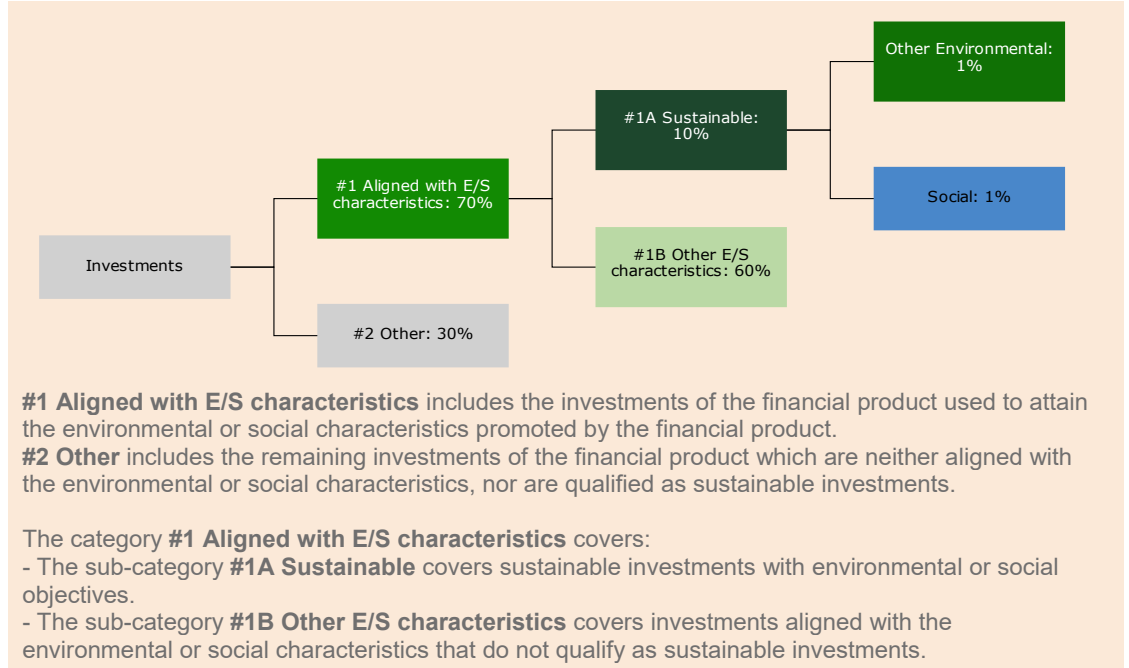 Other Environmental:
1%
#1A Sustainable:
10%
#1 Aligned with E/S
characteristics: 70%
Social: 1%
Investments
#1B Other E/S
characteristics: 60%
#2 Other: 30%
#1 Aligned with E/S characteristics includes the investments of the financial product used to attain
the environmental or social characteristics promoted by the financial product.
#2 Other includes the remaining investments of the financial product which are neither aligned with
the environmental or social characteristics, nor are qualified as sustainable investments.
The category #1 Aligned with E/S characteristics covers:
- The sub-category #1A Sustainable covers sustainable investments with environmental or social
objectives.
- The sub-category #1B Other E/S characteristics covers investments aligned with the
environmental or social characteristics that do not qualify as sustainable investments.